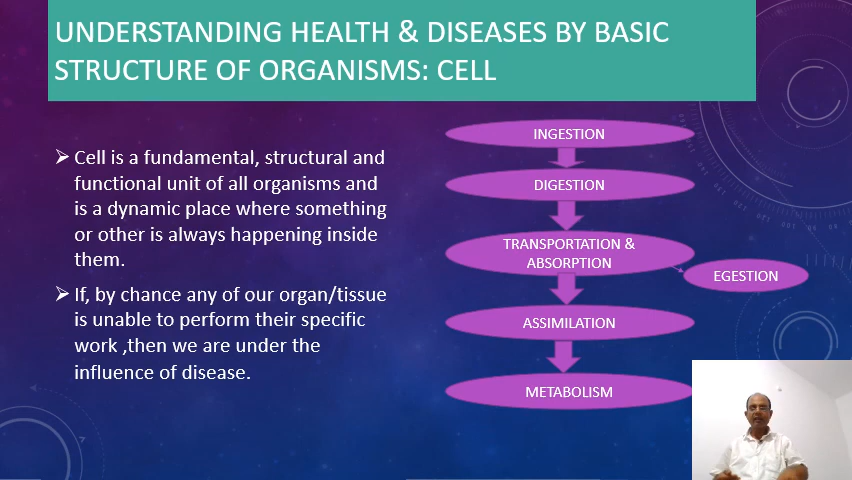 UNDERSTANDING HEALTH & DISEASES BY BASIC
STRUCTURE OF ORGANISMS: CELL
Cell is a fundamental, structural and
functional unit of all organisms and
is a dynamic place where something
or other is always happening inside
them.
If, by chance any of our organ/tissue
is unable to perform their specific
work ,then we are under the
influence of disease.
INGESTION
DIGESTION
TRANSPORTATION &
ABSORPTION
EGESTION
ASSIMILATION
METABOLISM